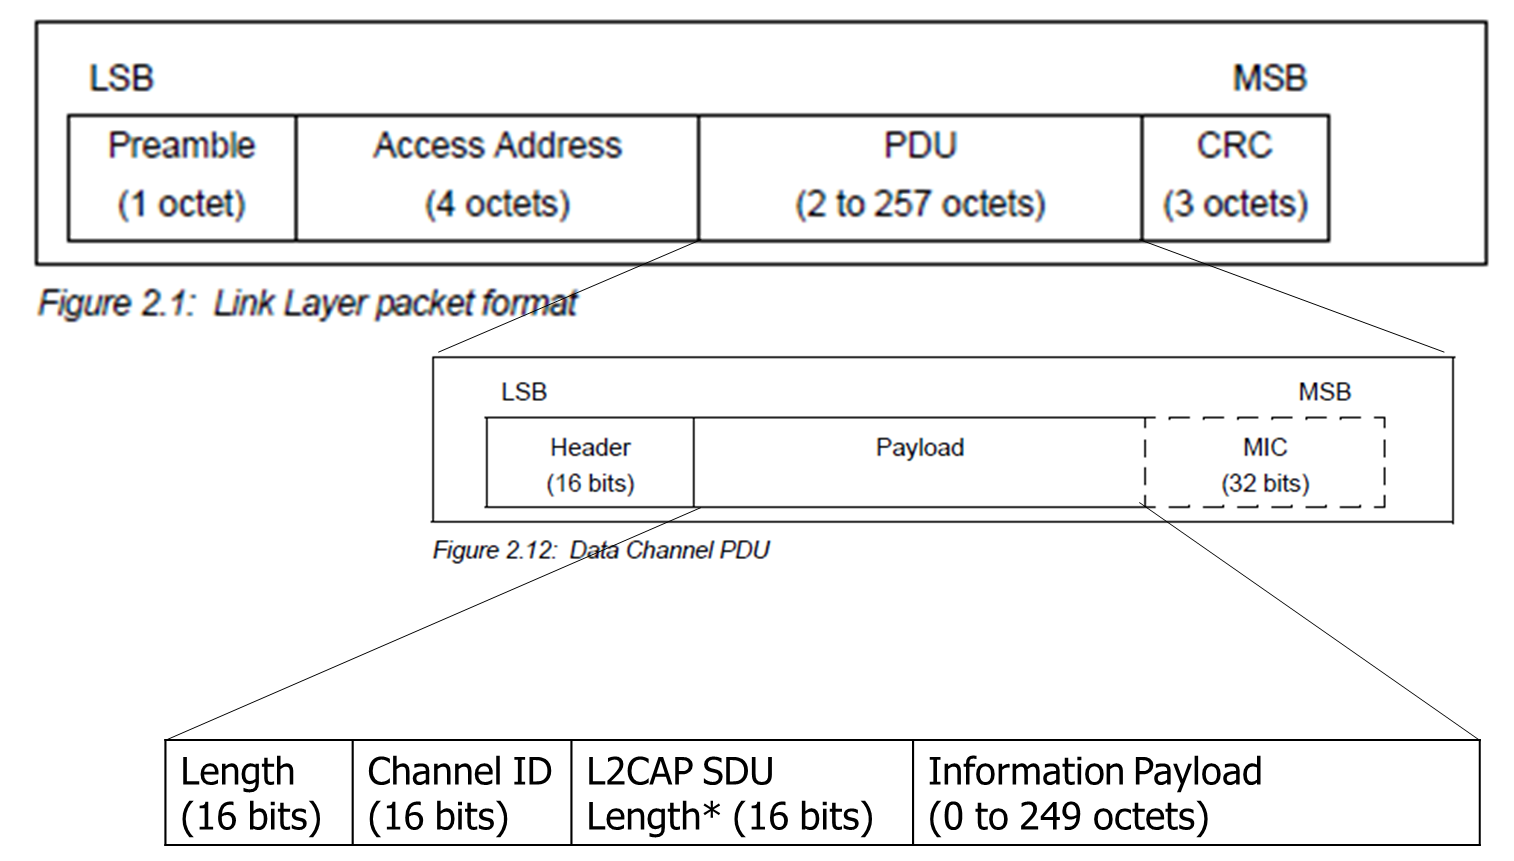 LSB MSB
Preamble Access Address PDU CRC
(1 octet) (4 octets) (2 to 257 octets) (3 octets)
Figure 2.1: Link Layer packet format
LSB MSB
Header Payload MIC
(16 bits) (32 bits)
Figure 2.12: Data Channel PDU
Length Channel ID L2CAP SDU Information Payload
(16 bits) (16 bits) Length* (16 bits) (0 to 249 octets)